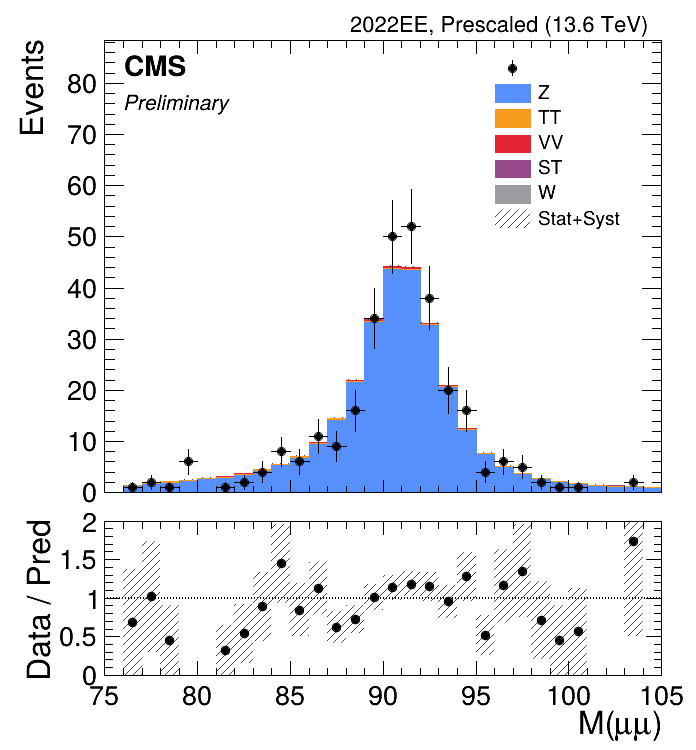 2022EE, Prescaled (13.6 TeV)
CMS
Preliminary
Events
80
70
60
50
40
30
20
10
0
Z
TT
VV
ST
W
Stat+Syst
Data / Pred
2
1.5
1
0.5
0
75
80
85
90
95
100
105
M(μμ)